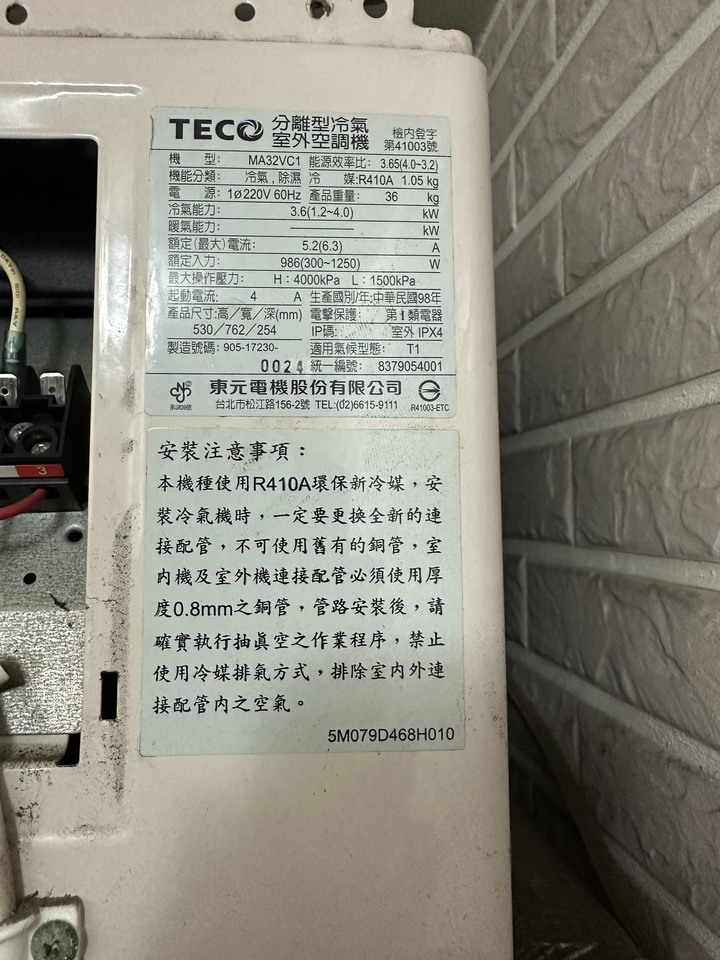 TECO 分離型冷氣 室外空調機 檢內登字 第41003號
機型: MA32VC1 能源效率比: 3.65(4.0~3.2)
機能分類: 冷氣,除濕 冷媒:R410A 1.05 kg
電源: 1ø220V 60Hz 產品重量: 36 kg
冷氣能力: 3.6(1.2~4.0) kW
暖氣能力: ——— kW
額定(最大)電流: 5.2(6.3) A
額定入力: 986(300~1250) W
最大操作壓力: H:4000kPa L:1500kPa
起動電流: 4 A 生產國別/年:中華民國98年
產品尺寸:高/寬/深(mm) 電擊保護: 第1類電器
530/762/254 IP碼: 室外 IPX4
製造號碼: 905-17230- 適用氣候型態: T1
0024 統一編號: 8379054001
東元電機股份有限公司
台北市松江路156-2號 TEL:(02)6615-9111 R41003-ETC
安裝注意事項:
本機種使用R410A環保新冷媒,安
裝冷氣機時,一定要更換全新的連
接配管,不可使用舊有的銅管,室
內機及室外機連接配管必須使用厚
度0.8mm之銅管,管路安裝後,請
確實執行抽眞空之作業程序,禁止
使用冷媒排氣方式,排除室內外連
接配管內之空氣。
5M079D468H010
3